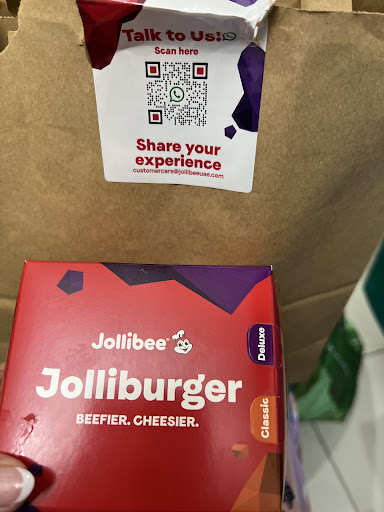 Talk to Us!
Scan here
Share your
experience
customercare@jollibeeuae.com
Jollibee
Jolliburger
BEEFIER. CHEESIER.
Deluxe
Classic